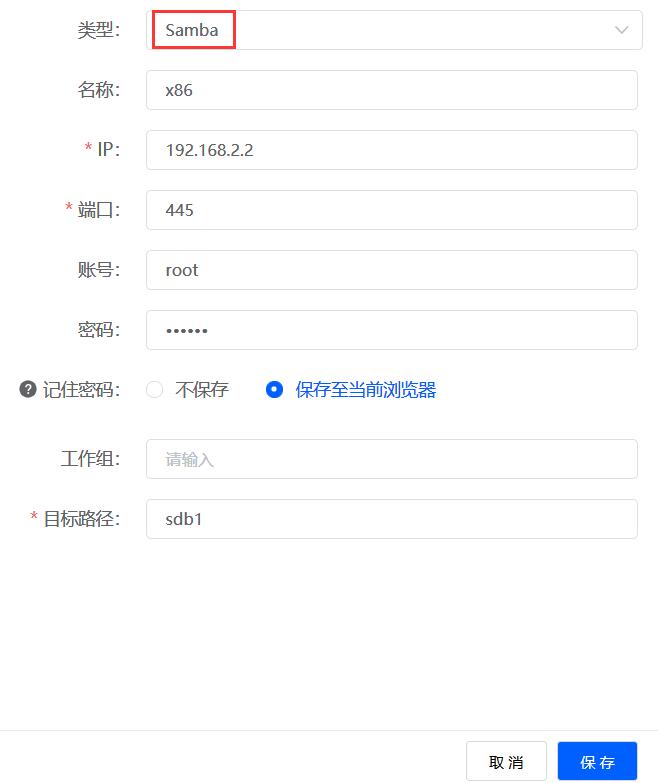 类型： Samba
名称： x86
* IP： 192.168.2.2
* 端口： 445
账号： root
密码： ••••••
? 记住密码： 不保存 保存至当前浏览器
工作组： 请输入
* 目标路径： sdb1
取消 保存